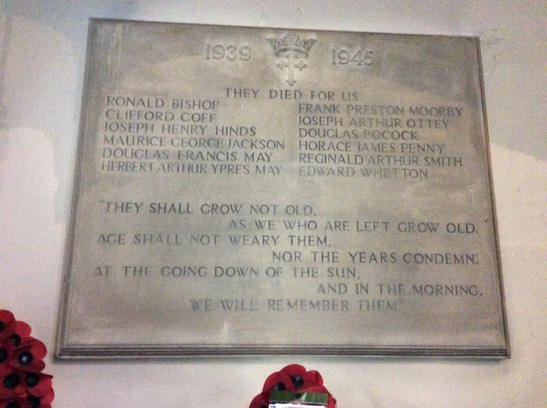 1939 1945
THEY DIED FOR US
RONALD BISHOP
CLIFFORD GOFF
JOSEPH HENRY HINDS
MAURICE GEORGE JACKSON
DOUGLAS FRANCIS MAY
HERBERT ARTHUR YPRES MAY
FRANK PRESTON MOORBY
JOSEPH ARTHUR OTTEY
DOUGLAS POCOCK
HORACE JAMES PENNY
REGINALD ARTHUR SMITH
EDWARD WHETTON
"THEY SHALL GROW NOT OLD,
AS WE WHO ARE LEFT GROW OLD.
AGE SHALL NOT WEARY THEM,
NOR THE YEARS CONDEMN:
AT THE GOING DOWN OF THE SUN,
AND IN THE MORNING.
WE WILL REMEMBER THEM"